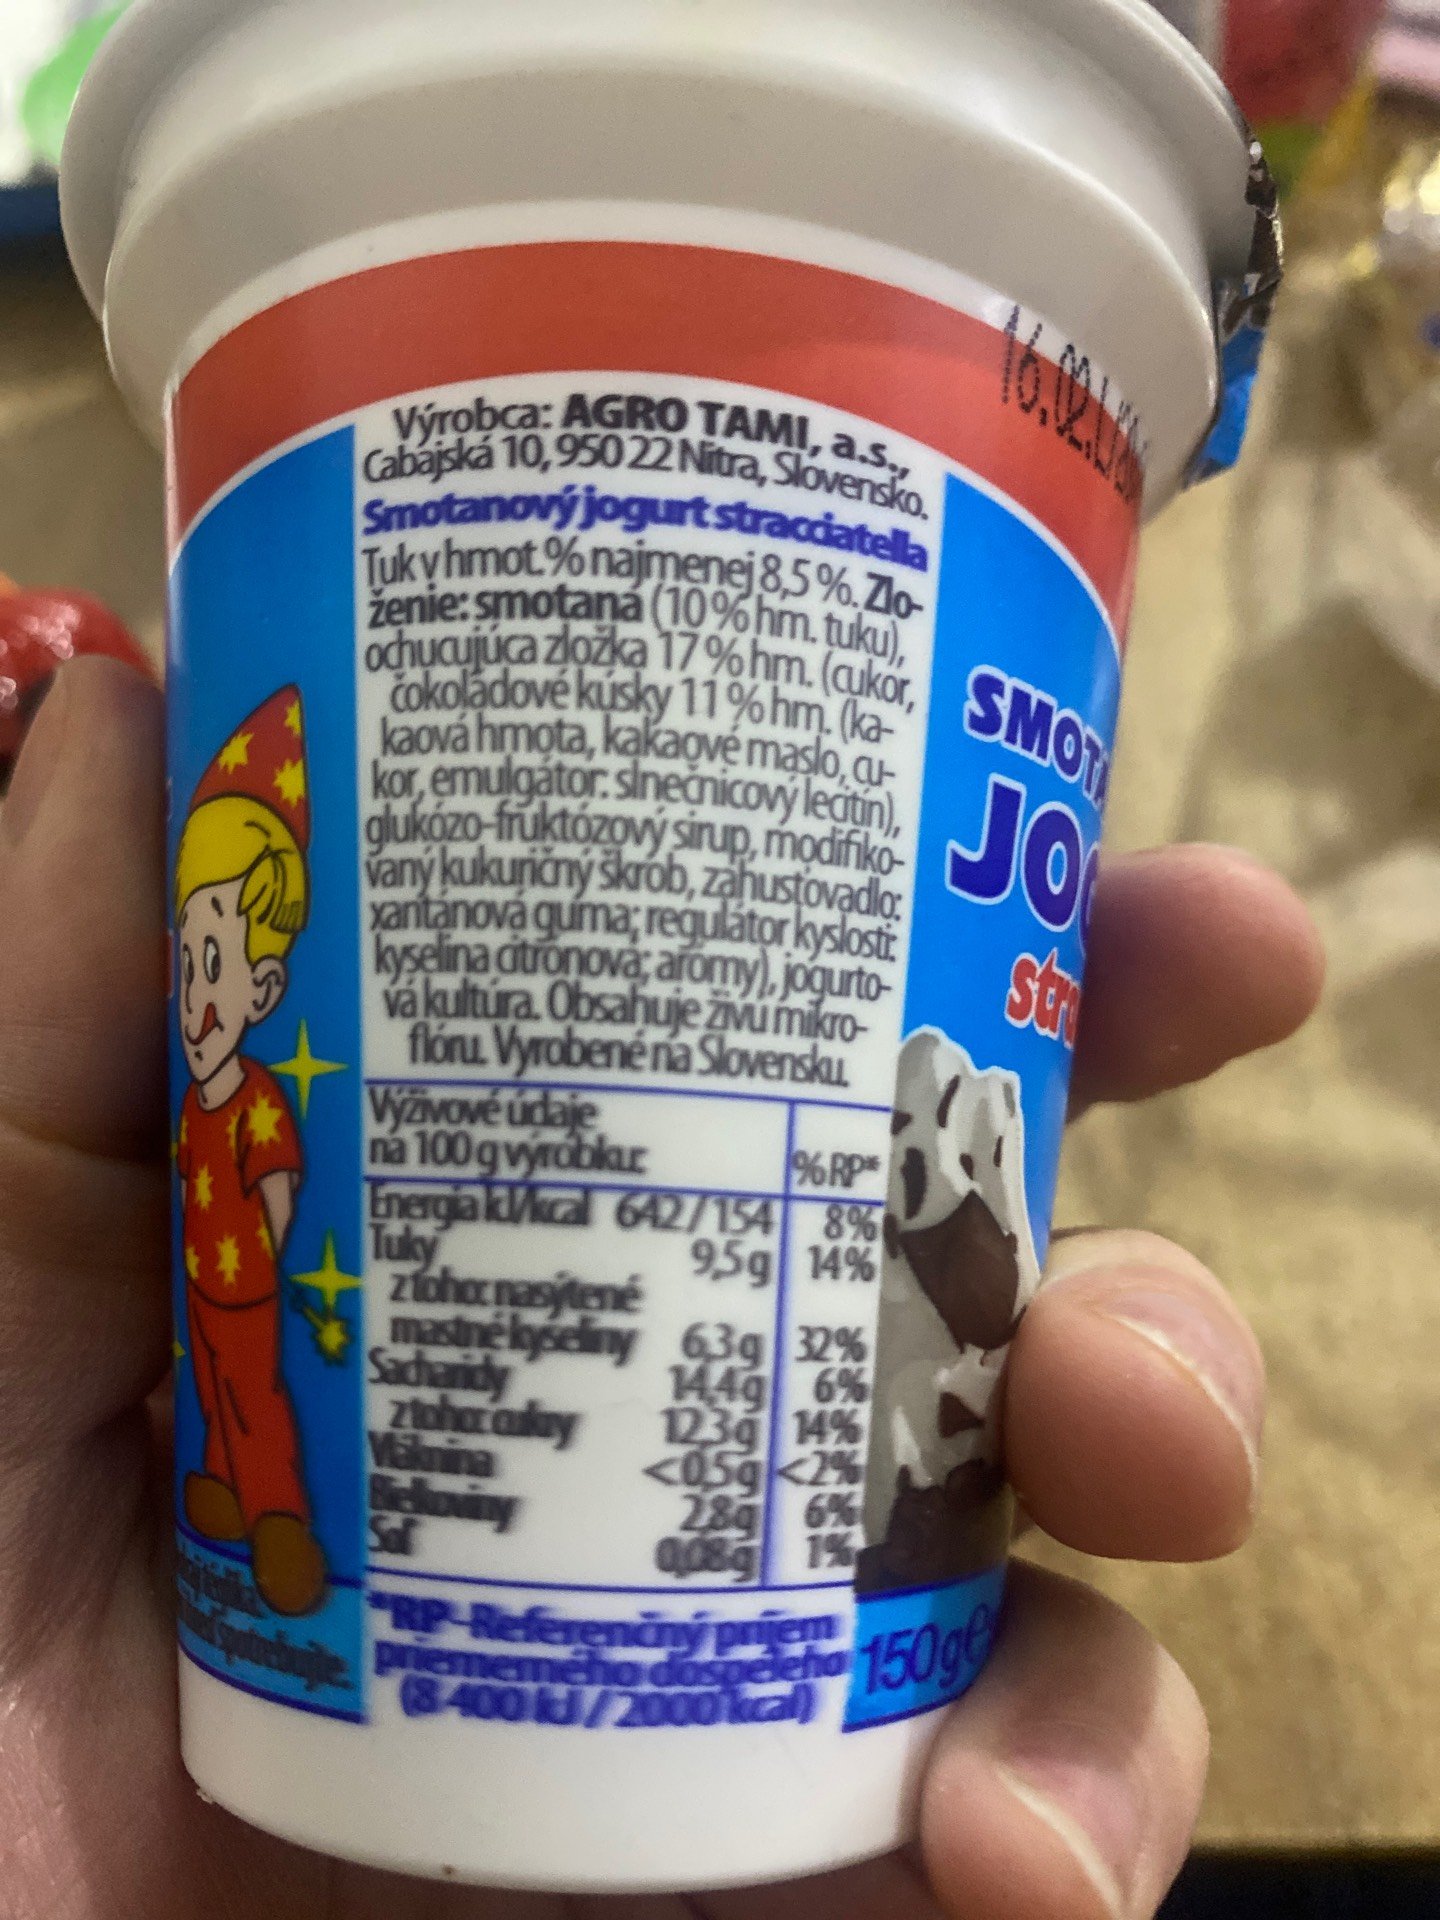 16.02.
Výrobca: AGRO TAMI, a.s.,
Cabajská 10, 950 22 Nitra, Slovensko.
Smotanový jogurt stracciatella
Tuk v hmot. % najmenej 8,5 %. Zlo-
ženie: smotana (10 % hm. tuku),
ochucujúca zložka 17 % hm. (cukor,
čokoládové kúsky 11 % hm. (ka-
kaová hmota, kakaové maslo, cu-
kor, emulgátor: slnečnicový lecitín),
glukózo-fruktózový sirup, modifiko-
vaný kukuričný škrob, zahusťovadlo:
xantánová guma; regulátor kyslosti:
kyselina citrónová; arómy), jogurto-
vá kultúra. Obsahuje živú mikro-
flóru. Vyrobené na Slovensku.
Výživové údaje
na 100 g výrobku: %RP*
Energia kJ/kcal 642 / 154 8%
Tuky 9,5 g 14%
z toho: nasýtené
mastné kyseliny 6,3 g 32%
Sacharidy 14,4 g 6%
z toho: cukry 12,3 g 14%
Vláknina <0,5 g <2%
Bielkoviny 2,8 g 6%
Soľ 0,08 g 1%
*RP-Referenčný príjem
priemerného dospelého
(8 400 kJ / 2000 kcal)
SMOTA
JOG
stra
150 g e